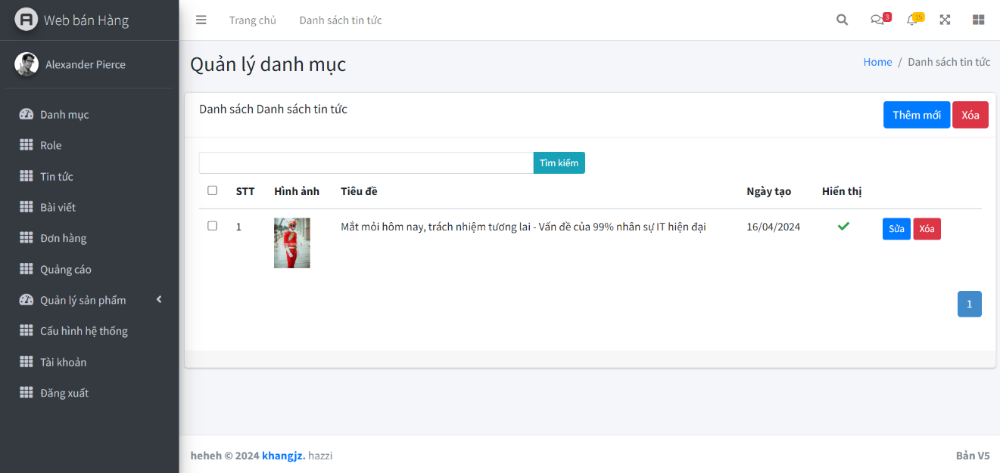 Web bán Hàng
Trang chủ
Danh sách tin tức
3
15
Alexander Pierce
Danh mục
Role
Tin tức
Bài viết
Đơn hàng
Quảng cáo
Quản lý sản phẩm
Cấu hình hệ thống
Tài khoản
Đăng xuất
Quản lý danh mục
Home / Danh sách tin tức
Danh sách Danh sách tin tức
Thêm mới Xóa
Tìm kiếm
STT Hình ảnh Tiêu đề Ngày tạo Hiển thị
1 Mắt mỏi hôm nay, trách nhiệm tương lai - Vấn đề của 99% nhân sự IT hiện đại 16/04/2024 Sửa Xóa
1
heheh © 2024 khangjz. hazzi
Bản V5